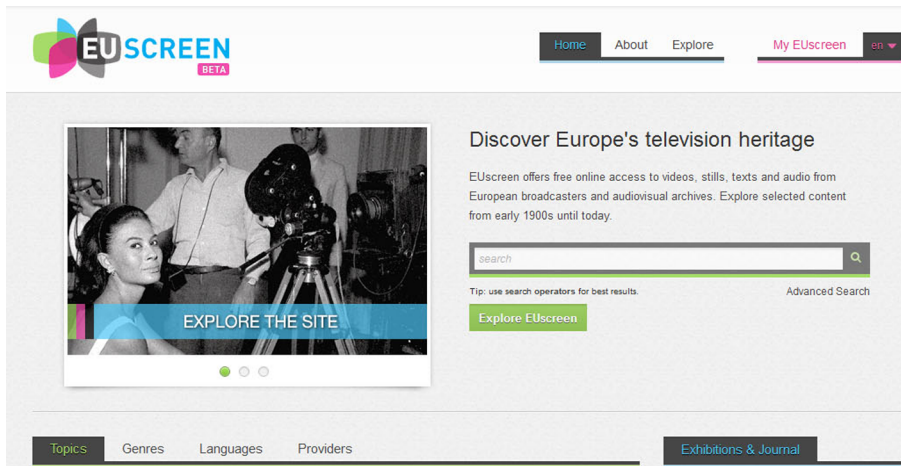 EUSCREEN
BETA
Home About Explore My EUscreen en
Discover Europe's television heritage
EUscreen offers free online access to videos, stills, texts and audio from
European broadcasters and audiovisual archives. Explore selected content
from early 1900s until today.
search
Tip: use search operators for best results. Advanced Search
Explore EUscreen
EXPLORE THE SITE
Topics Genres Languages Providers Exhibitions & Journal